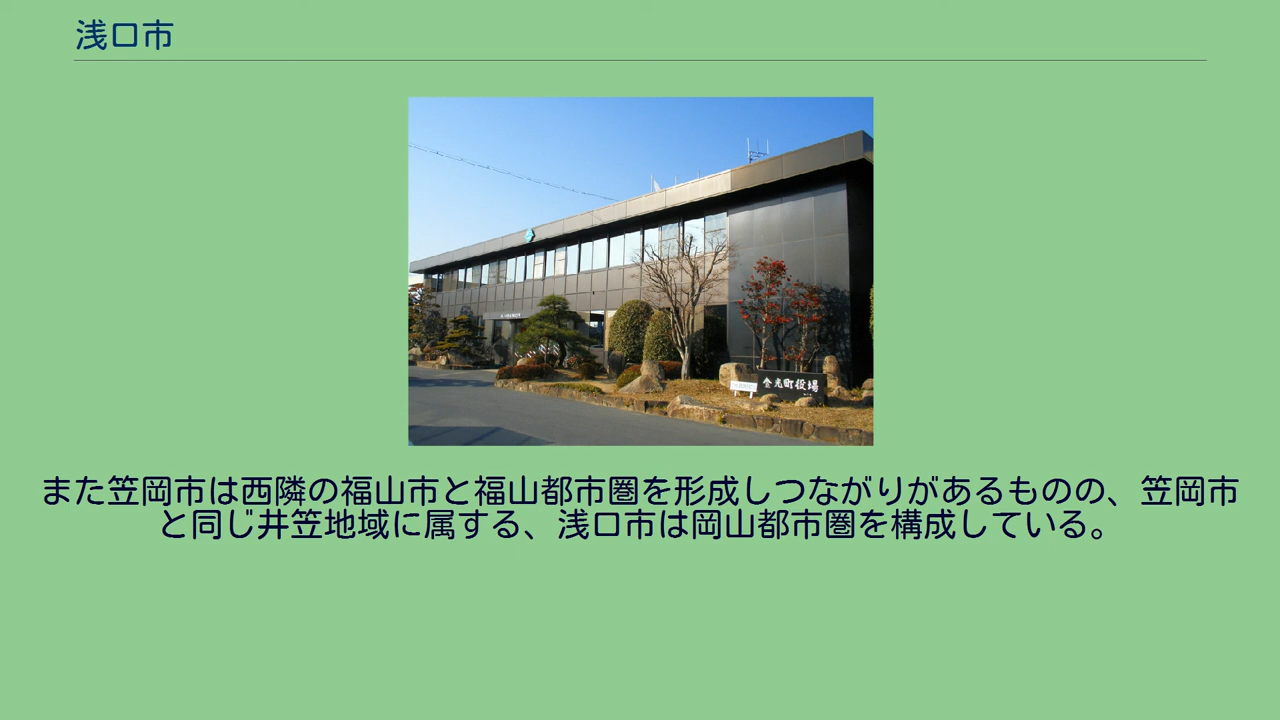 浅口市
金光町役場
また笠岡市は西隣の福山市と福山都市圏を形成しつながりがあるものの、笠岡市
と同じ井笠地域に属する、浅口市は岡山都市圏を構成している。